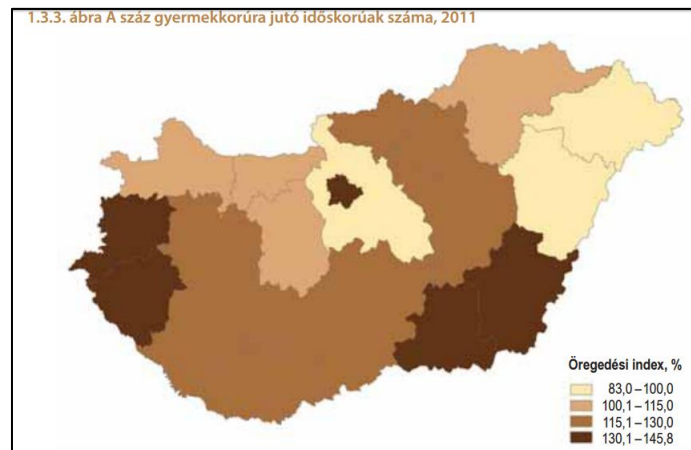 1.3.3. ábra A száz gyermekkorúra jutó időskorúak száma, 2011
Öregedési index, %
83,0–100,0
100,1–115,0
115,1–130,0
130,1–145,8